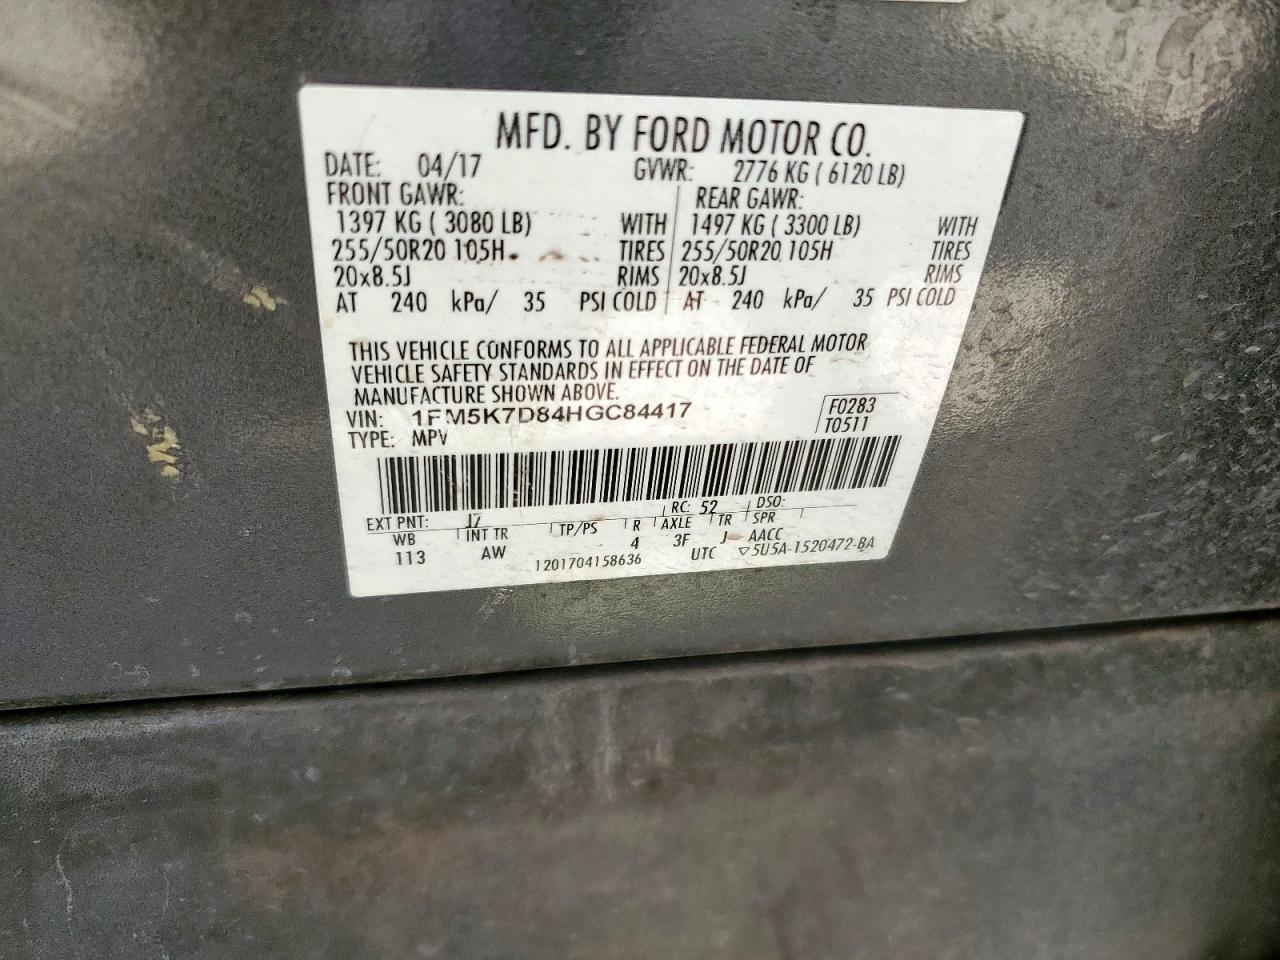 MFD. BY FORD MOTOR CO.
DATE: 04/17 GVWR: 2776 KG ( 6120 LB)
FRONT GAWR: REAR GAWR:
1397 KG ( 3080 LB) WITH 1497 KG ( 3300 LB) WITH
255/50R20 105H TIRES 255/50R20 105H TIRES
20x8.5J RIMS 20x8.5J RIMS
AT 240 kPa/ 35 PSI COLD AT 240 kPa/ 35 PSI COLD
THIS VEHICLE CONFORMS TO ALL APPLICABLE FEDERAL MOTOR
VEHICLE SAFETY STANDARDS IN EFFECT ON THE DATE OF
MANUFACTURE SHOWN ABOVE.
VIN: 1FM5K7D84HGC84417 F0283
TYPE: MPV T0511
EXT PNT: J7 RC: 52 DSO:
WB INT TR TP/PS R AXLE TR SPR
113 AW 4 3F J AACC
1201704158636 UTC ▽5U5A-1520472-BA